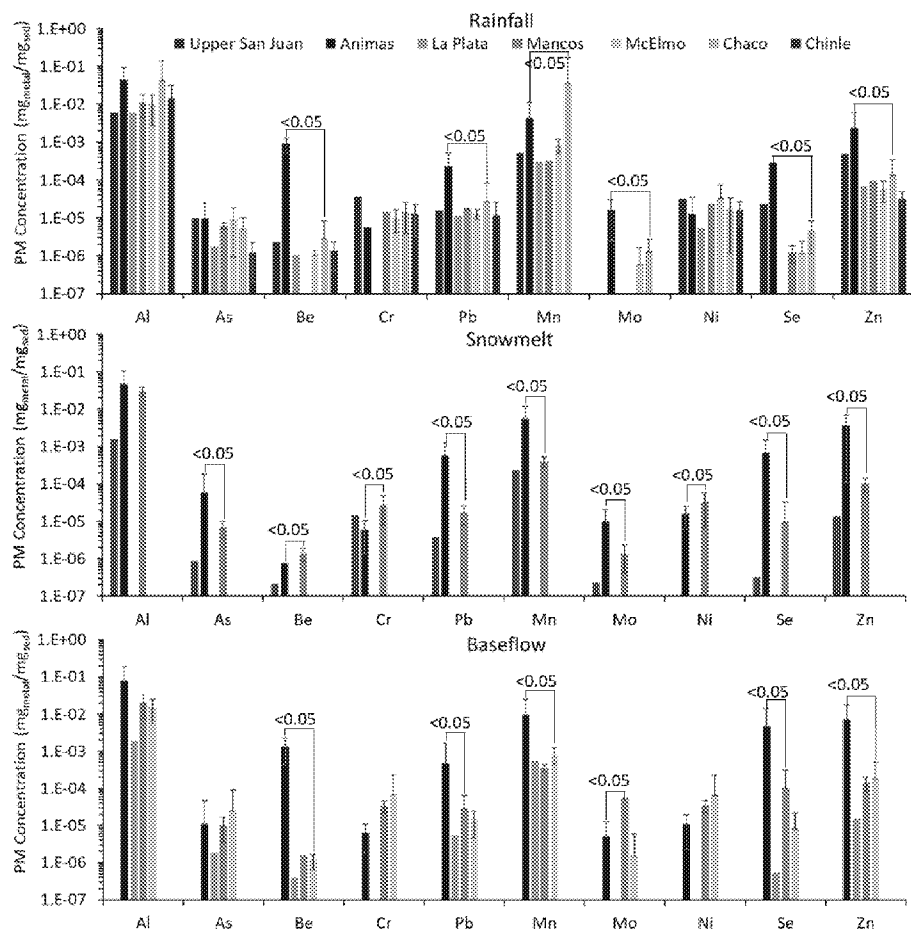 Rainfall
Upper San Juan Animas La Plata Mancos McElmo Chaco Chinle
PM Concentration (mgmetal/mgsed)
1.E+00
1.E-01
1.E-02
1.E-03
1.E-04
1.E-05
1.E-06
1.E-07
<0.05
<0.05
<0.05
<0.05
<0.05
<0.05
Al As Be Cr Pb Mn Mo Ni Se Zn
Snowmelt
PM Concentration (mgmetal/mgsed)
1.E+00
1.E-01
1.E-02
1.E-03
1.E-04
1.E-05
1.E-06
1.E-07
<0.05
<0.05
<0.05
<0.05
<0.05
<0.05
<0.05
<0.05
<0.05
Al As Be Cr Pb Mn Mo Ni Se Zn
Baseflow
PM Concentration (mgmetal/mgsed)
1.E+00
1.E-01
1.E-02
1.E-03
1.E-04
1.E-05
1.E-06
1.E-07
<0.05
<0.05
<0.05
<0.05
<0.05
<0.05
Al As Be Cr Pb Mn Mo Ni Se Zn